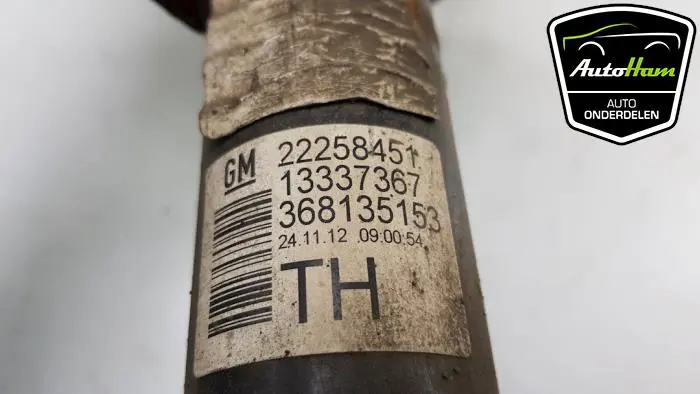 AutoHam
AUTO
ONDERDELEN
GM
22258451
13337367
368135153
24.11.12 09:00:54
TH